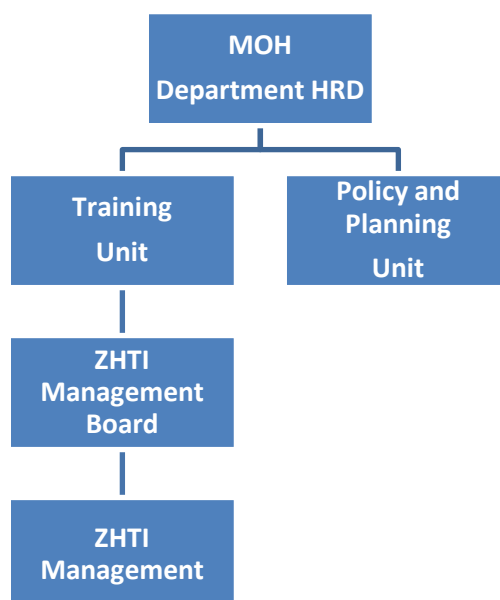 MOH
Department HRD
Training
Unit
Policy and
Planning
Unit
ZHTI
Management
Board
ZHTI
Management